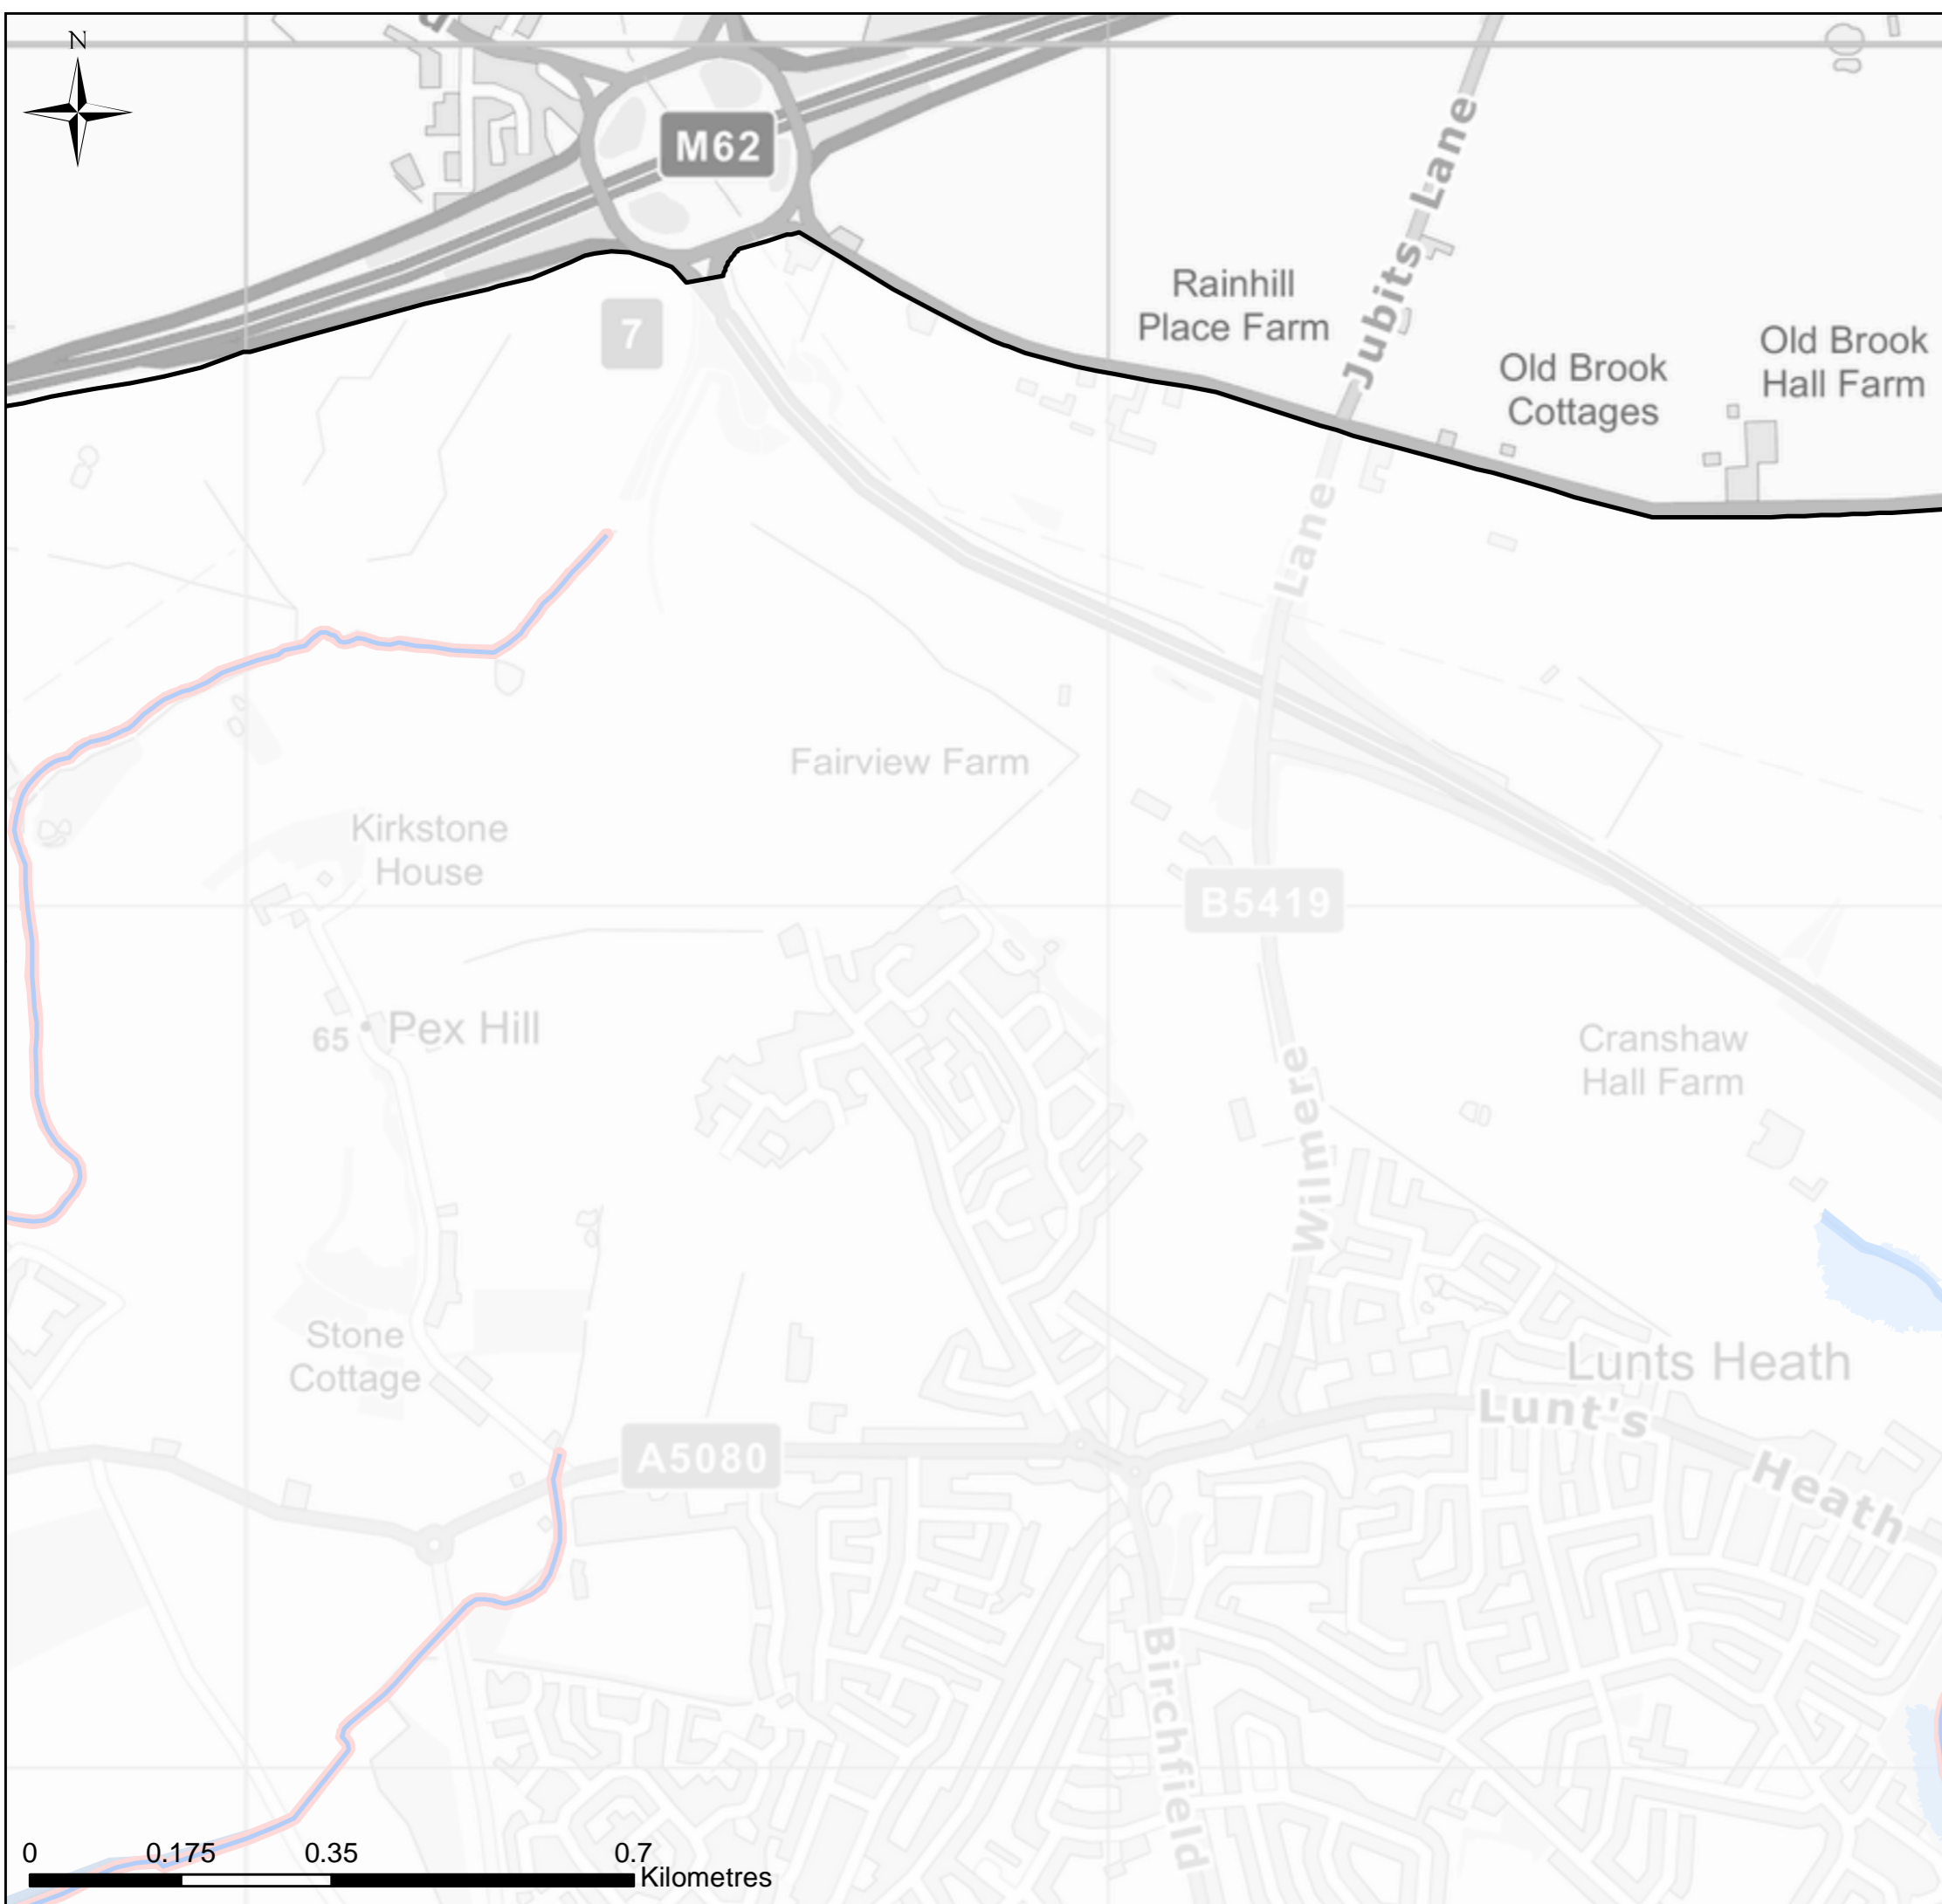 N
M62
Jubits Lane
Rainhill
Place Farm
7
Old Brook
Hall Farm
Old Brook
Cottages
Lane
Fairview Farm
Kirkstone
House
B5419
65 Pex Hill
Cranshaw
Hall Farm
Wilmere
Stone
Cottage
Lunts Heath
Lunt's
Heath
A5080
Birchfield
0 0.175 0.35 0.7
Kilometres